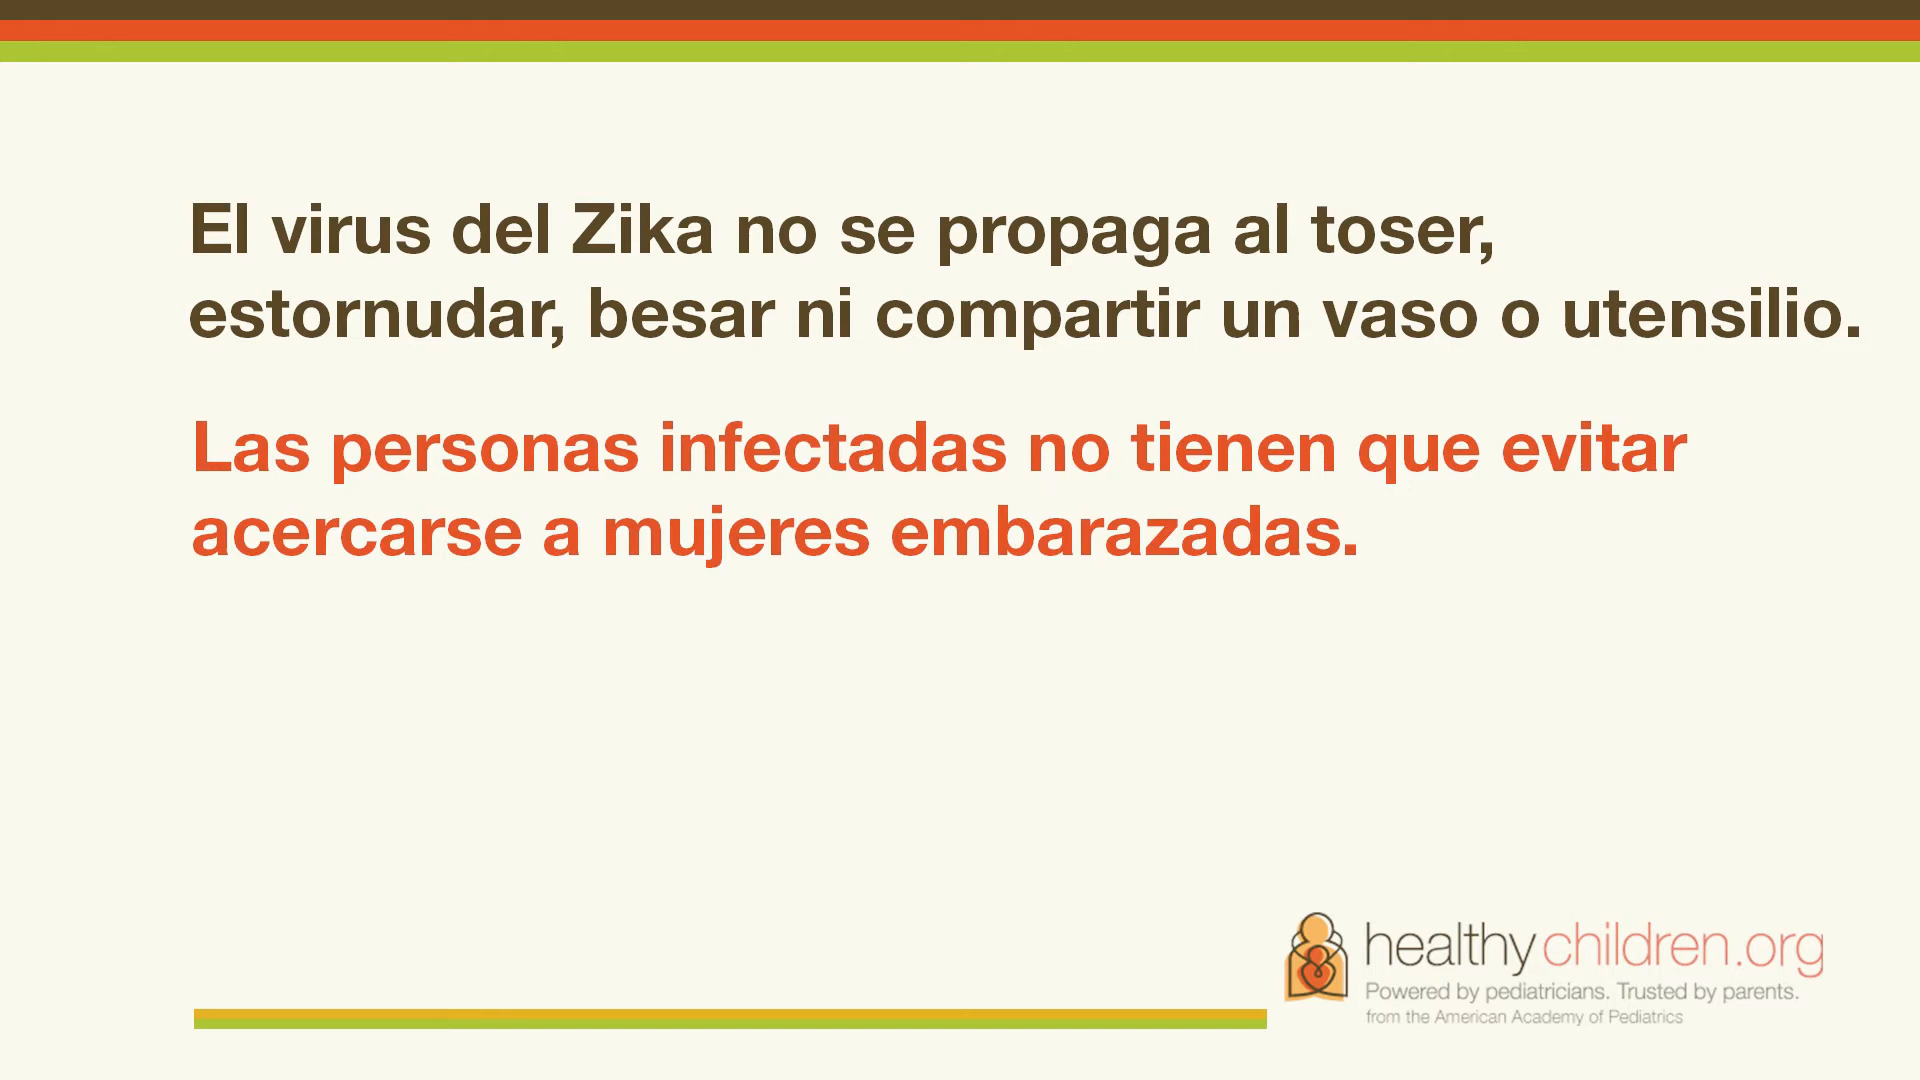 El virus del Zika no se propaga al toser,
estornudar, besar ni compartir un vaso o utensilio.
Las personas infectadas no tienen que evitar
acercarse a mujeres embarazadas.
healthychildren.org
Powered by pediatricians. Trusted by parents.
from the American Academy of Pediatrics